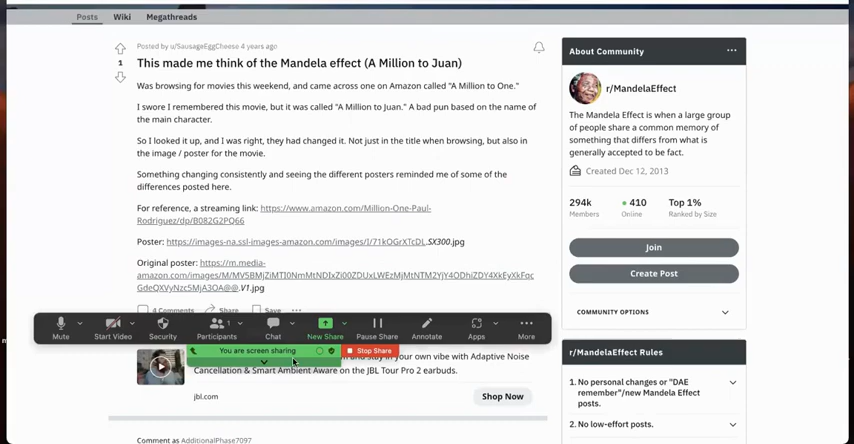 Posts Wiki Megathreads
Posted by u/SausageEggCheese 4 years ago
1
This made me think of the Mandela effect (A Million to Juan)
Was browsing for movies this weekend, and came across one on Amazon called "A Million to One."
I swore I remembered this movie, but it was called "A Million to Juan." A bad pun based on the name
of the main character.
So I looked it up, and I was right, they had changed it. Not just in the title when browsing, but also in
the image / poster for the movie.
Something changing consistently and seeing the different posters reminded me of some of the
differences posted here.
For reference, a streaming link: https://www.amazon.com/Million-One-Paul-
Rodriguez/dp/B082G2PQ66
Poster: https://images-na.ssl-images-amazon.com/images/I/71kOGrXTcDL.SX300.jpg
Original poster: https://m.media-
amazon.com/images/M/MV5BMjZiMTI0NmMtNDIxZi00ZDUxLWEzMjMtNTM2YjY4ODhiZDY4XkEyXkFqc
GdeQXVyNzc5MjA3OA@@.V1.jpg
4 Comments Share Save ...
Mute Start Video Security Participants 1 Chat New Share Pause Share Annotate Apps More
You are screen sharing Stop Share
and stay in your own vibe with Adaptive Noise
Cancellation & Smart Ambient Aware on the JBL Tour Pro 2 earbuds.
jbl.com
Shop Now
Comment as AdditionalPhase7097
About Community ...
r/MandelaEffect
The Mandela Effect is when a large group
of people share a common memory of
something that differs from what is
generally accepted to be fact.
Created Dec 12, 2013
294k 410 Top 1%
Members Online Ranked by Size
Join
Create Post
COMMUNITY OPTIONS
r/MandelaEffect Rules
1. No personal changes or "DAE
remember"/new Mandela Effect
posts.
2. No low-effort posts.